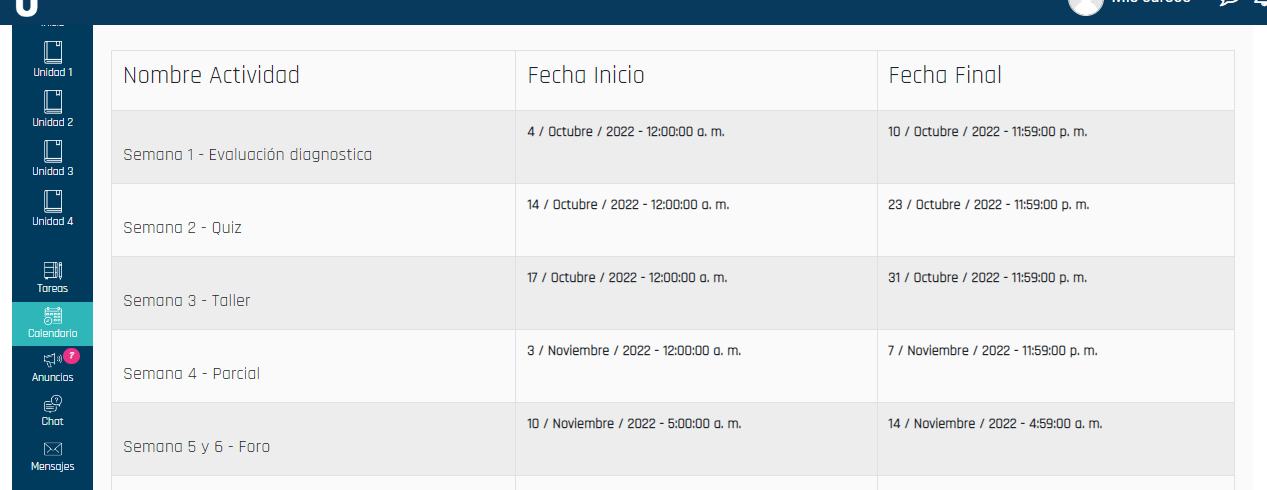 Mis cursos
Inicio
Unidad 1
Unidad 2
Unidad 3
Unidad 4
Tareas
Calendario
7
Anuncios
Chat
Mensajes
Nombre Actividad Fecha Inicio Fecha Final
Semana 1 - Evaluación diagnostica 4 / Octubre / 2022 - 12:00:00 a. m. 10 / Octubre / 2022 - 11:59:00 p. m.
Semana 2 - Quiz 14 / Octubre / 2022 - 12:00:00 a. m. 23 / Octubre / 2022 - 11:59:00 p. m.
Semana 3 - Taller 17 / Octubre / 2022 - 12:00:00 a. m. 31 / Octubre / 2022 - 11:59:00 p. m.
Semana 4 - Parcial 3 / Noviembre / 2022 - 12:00:00 a. m. 7 / Noviembre / 2022 - 11:59:00 p. m.
Semana 5 y 6 - Foro 10 / Noviembre / 2022 - 5:00:00 a. m. 14 / Noviembre / 2022 - 4:59:00 a. m.